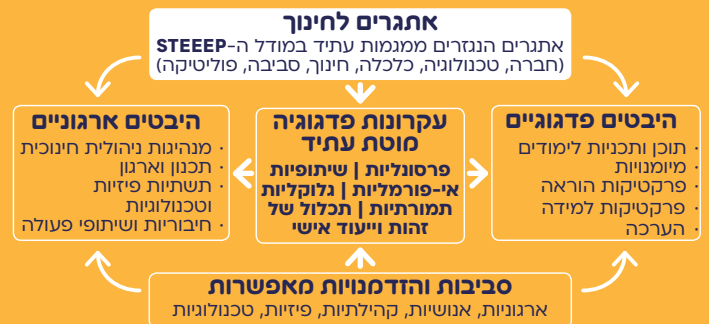 אתגרים לחינוך
אתגרים הנגזרים ממגמות עתיד במודל ה-STEEEP
(חברה, טכנולוגיה, כלכלה, חינוך, סביבה, פוליטיקה)
היבטים פדגוגיים
· תוכן ותכניות לימודים
· מיומנויות
· פרקטיקות הוראה
· פרקטיקות למידה
· הערכה
עקרונות פדגוגיה
מוטת עתיד
פרסונליות | שיתופיות
אי-פורמליות | גלוקליות
תמורתיות | תכלול של
זהות וייעוד אישי
היבטים ארגוניים
· מנהיגות ניהולית חינוכית
· תכנון וארגון
· תשתיות פיזיות
וטכנולוגיות
· חיבוריות ושיתופי פעולה
סביבות והזדמנויות מאפשרות
ארגוניות, אנושיות, קהילתיות, פיזיות, טכנולוגיות